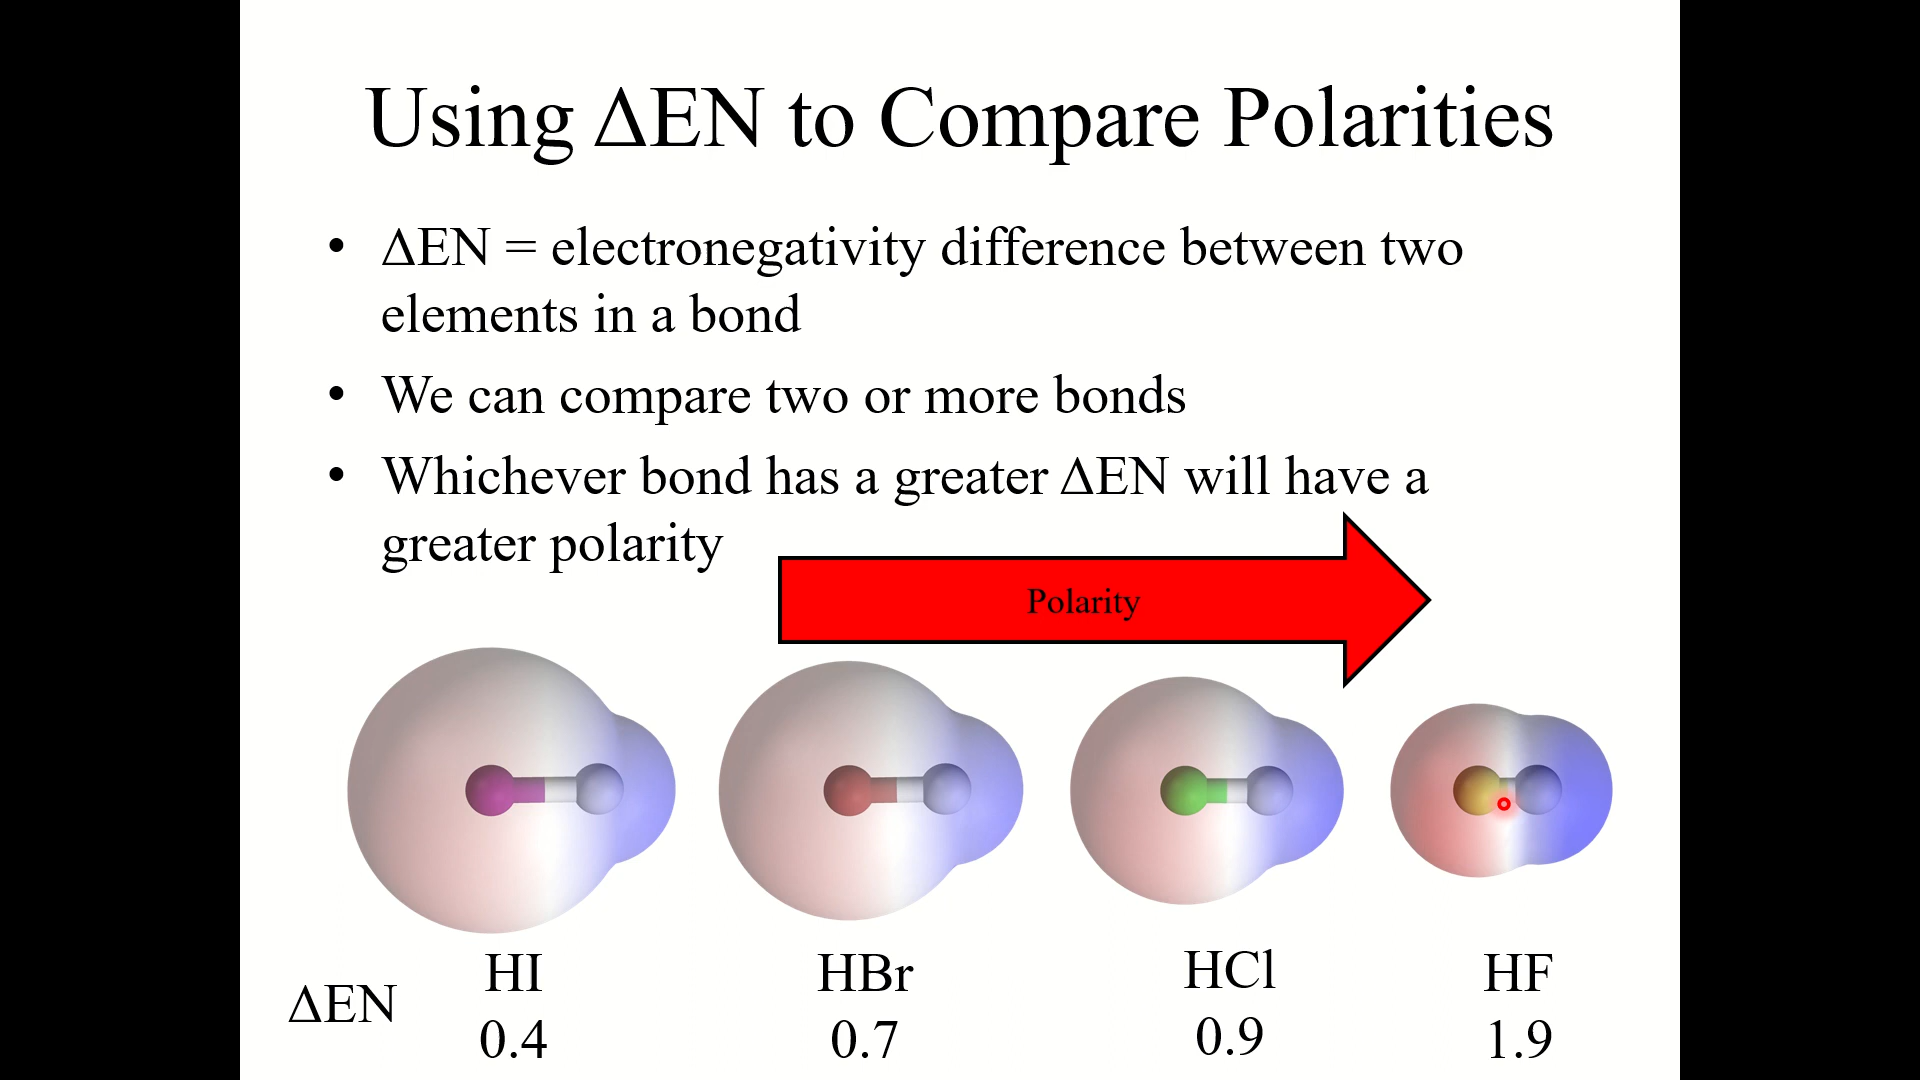 Using ΔEN to Compare Polarities
• ΔEN = electronegativity difference between two
elements in a bond
• We can compare two or more bonds
• Whichever bond has a greater ΔEN will have a
greater polarity
Polarity
HI HBr HCl HF
ΔEN
0.4 0.7 0.9 1.9